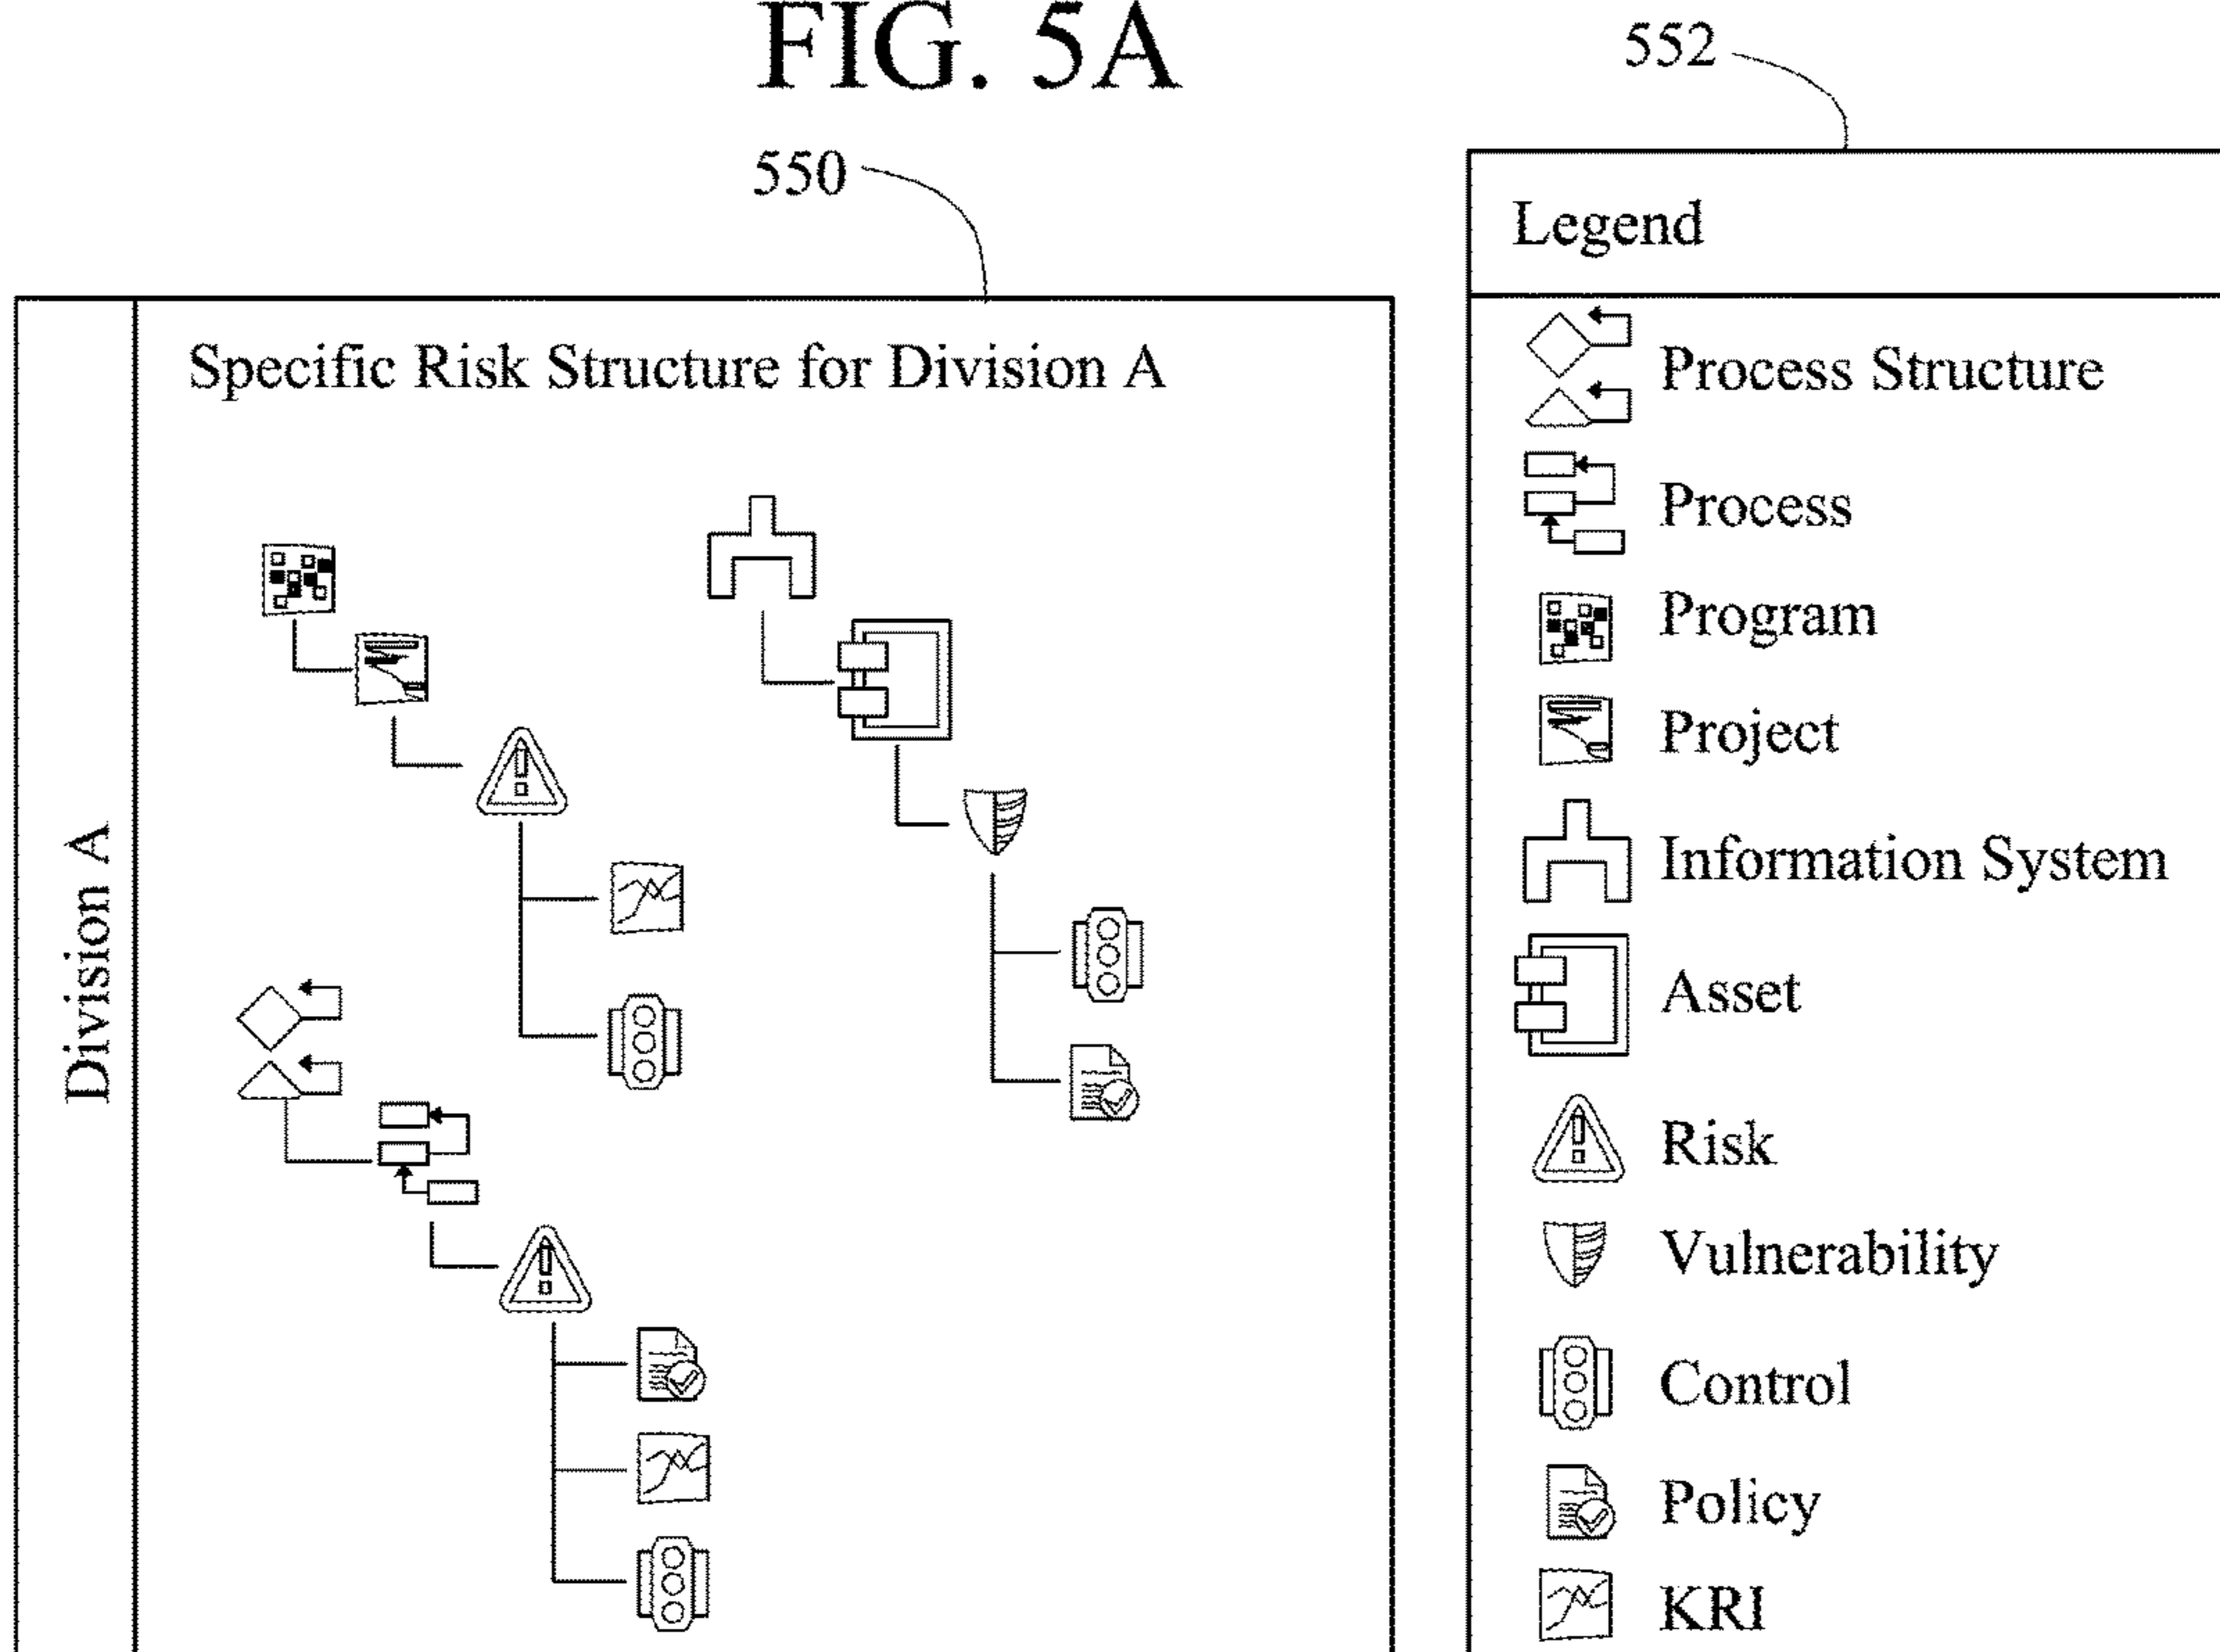 FIG. 5A
550
Specific Risk Structure for Division A
Division A
552
Legend
Process Structure
Process
Program
Project
Information System
Asset
Risk
Vulnerability
Control
Policy
KRI